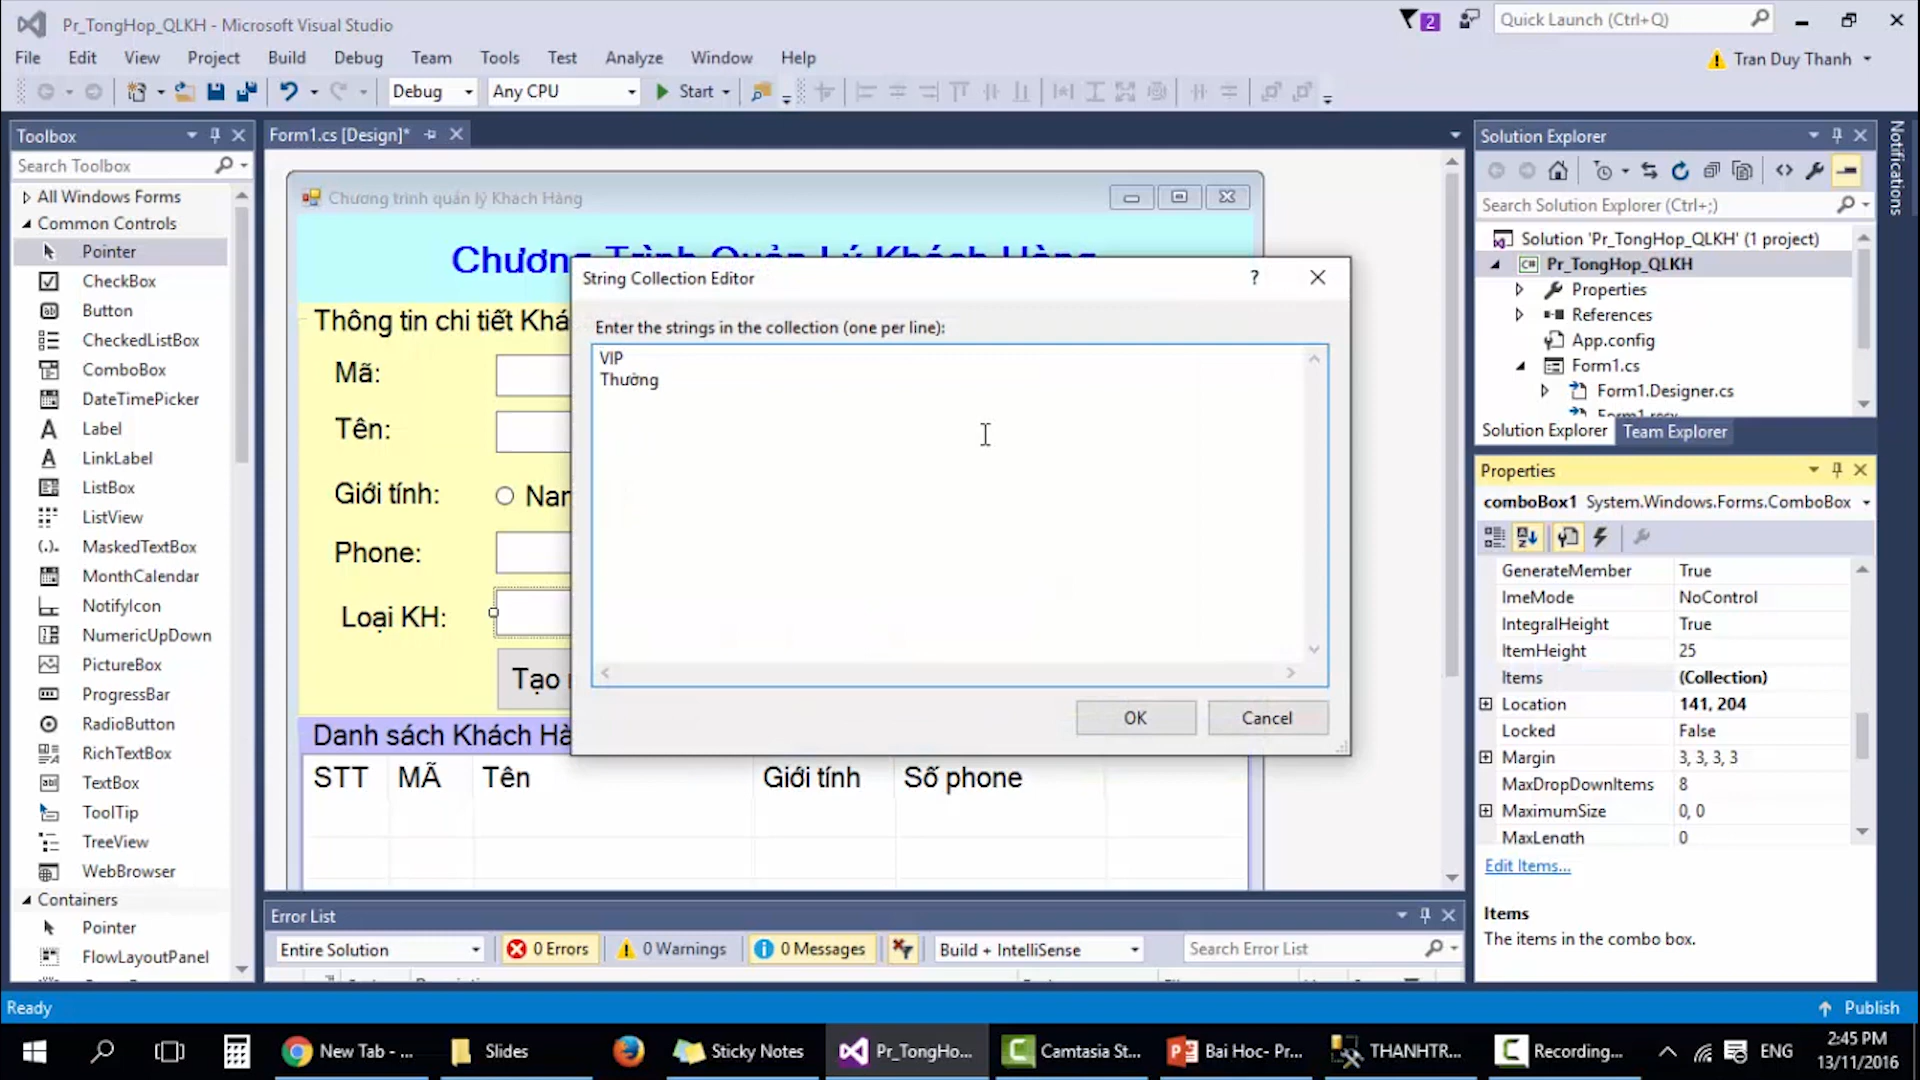 Pr_TongHop_QLKH - Microsoft Visual Studio
2
Quick Launch (Ctrl+Q)
File Edit View Project Build Debug Team Tools Test Analyze Window Help
Tran Duy Thanh
Debug Any CPU Start
Toolbox
Search Toolbox
All Windows Forms
Common Controls
Pointer
CheckBox
Button
CheckedListBox
ComboBox
DateTimePicker
Label
LinkLabel
ListBox
ListView
MaskedTextBox
MonthCalendar
NotifyIcon
NumericUpDown
PictureBox
ProgressBar
RadioButton
RichTextBox
TextBox
ToolTip
TreeView
WebBrowser
Containers
Pointer
FlowLayoutPanel
Form1.cs [Design]*
Chương trình quản lý Khách Hàng
Chương Trình Quản Lý Khách Hàng
Thông tin chi tiết Khá
Mã:
Tên:
Giới tính:
Nam
Phone:
Loại KH:
Tạo
Danh sách Khách Hà
STT MÃ Tên Giới tính Số phone
String Collection Editor
?
Enter the strings in the collection (one per line):
VIP
Thường
OK Cancel
Error List
Entire Solution 0 Errors 0 Warnings 0 Messages Build + IntelliSense Search Error List
Solution Explorer
Search Solution Explorer (Ctrl+;)
Solution 'Pr_TongHop_QLKH' (1 project)
Pr_TongHop_QLKH
Properties
References
App.config
Form1.cs
Form1.Designer.cs
Form1.resx
Solution Explorer Team Explorer
Notifications
Properties
comboBox1 System.Windows.Forms.ComboBox
GenerateMember True
ImeMode NoControl
IntegralHeight True
ItemHeight 25
Items (Collection)
Location 141, 204
Locked False
Margin 3, 3, 3, 3
MaxDropDownItems 8
MaximumSize 0, 0
MaxLength 0
Edit Items...
Items
The items in the combo box.
Ready
Publish
New Tab - ...
Slides
Sticky Notes
Pr_TongHo...
Camtasia St...
Bai Hoc- Pr...
THANHTR...
Recording...
ENG
2:45 PM
13/11/2016